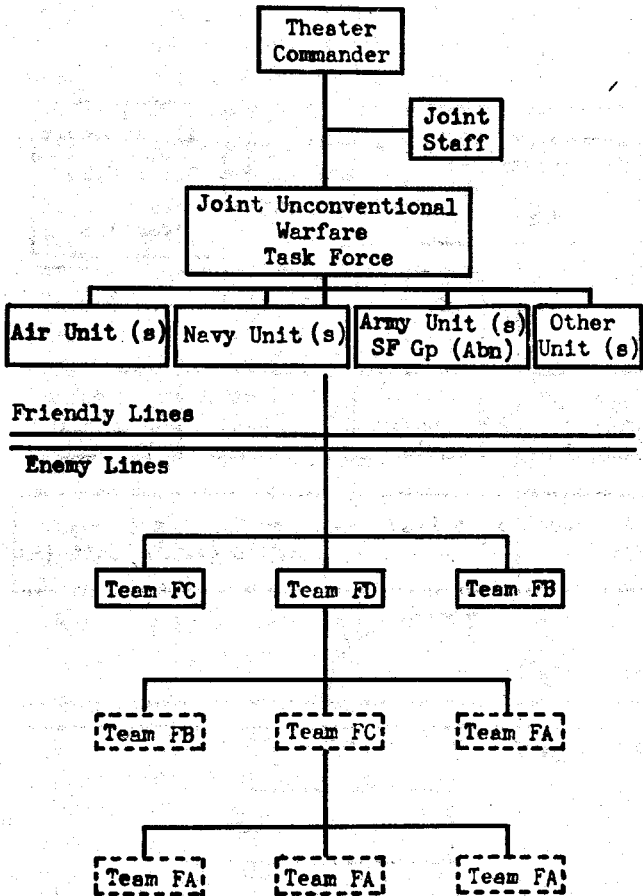 Theater
Commander
Joint
Staff
Joint Unconventional
Warfare
Task Force
Air Unit (s)
Navy Unit (s)
Army Unit (s)
SF Gp (Abn)
Other
Unit (s)
Friendly Lines
Enemy Lines
Team FC
Team FD
Team FB
Team FB
Team FC
Team FA
Team FA
Team FA
Team FA